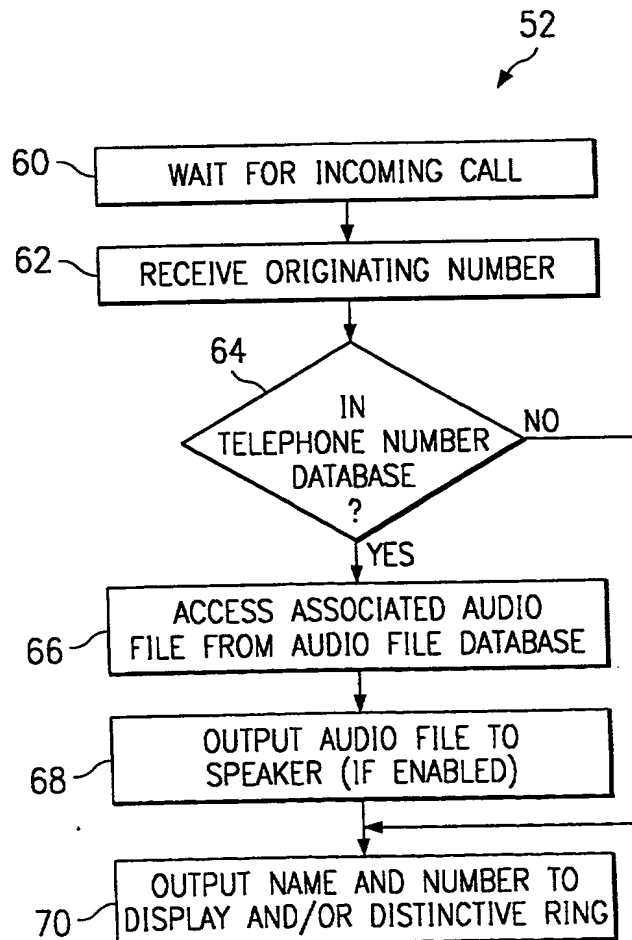 52
60
WAIT FOR INCOMING CALL
62
RECEIVE ORIGINATING NUMBER
64
IN
TELEPHONE NUMBER
DATABASE
?
NO
YES
66
ACCESS ASSOCIATED AUDIO
FILE FROM AUDIO FILE DATABASE
68
OUTPUT AUDIO FILE TO
SPEAKER (IF ENABLED)
70
OUTPUT NAME AND NUMBER TO
DISPLAY AND/OR DISTINCTIVE RING